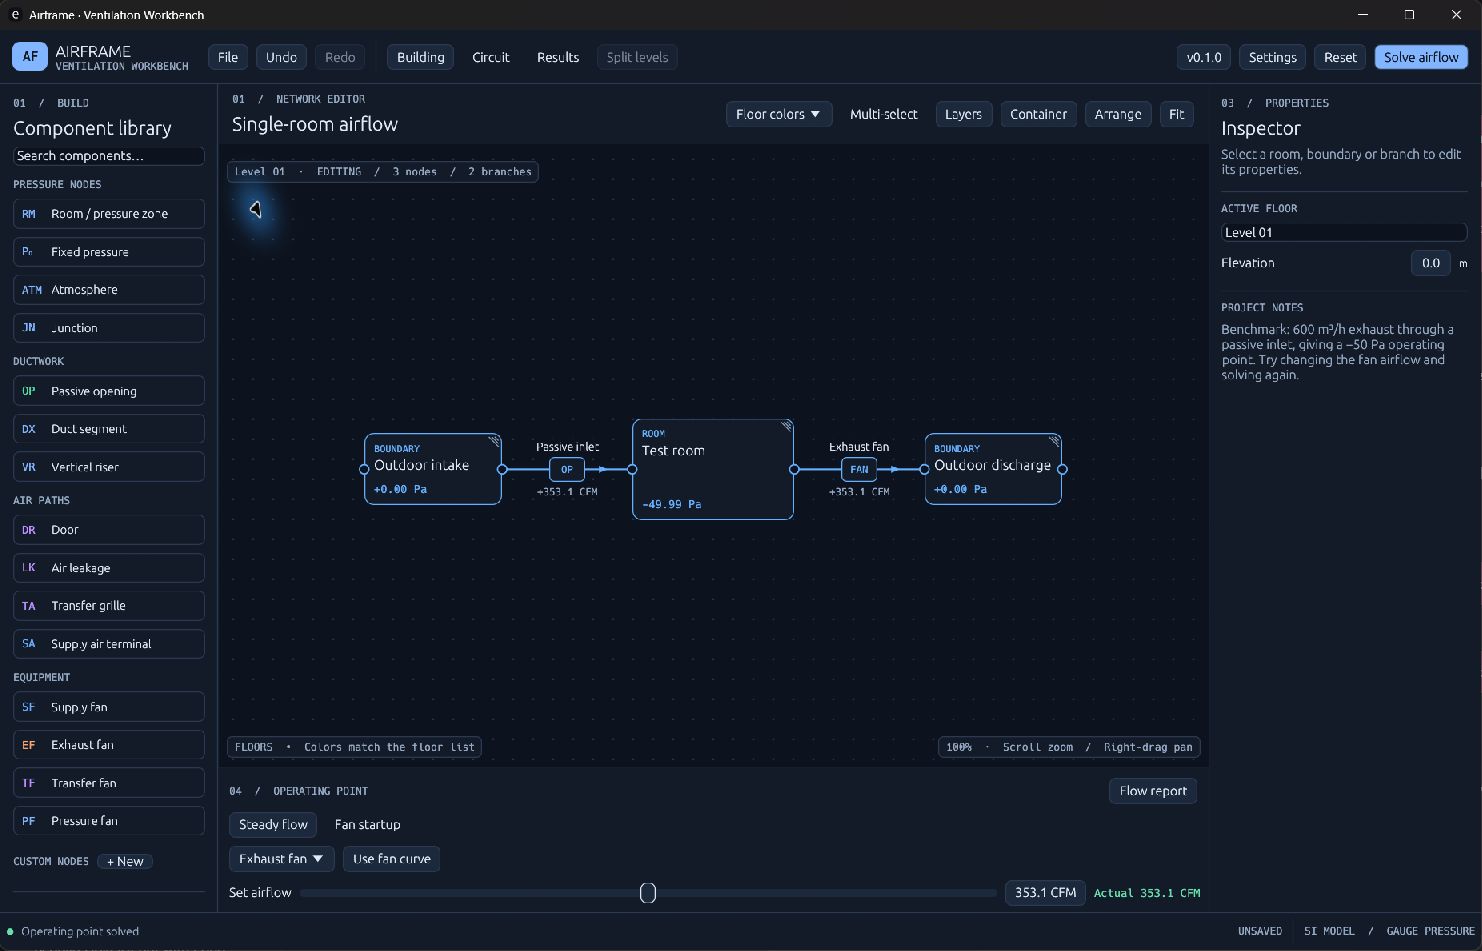 Airframe · Ventilation Workbench
AF
AIRFRAME
VENTILATION WORKBENCH
File
Undo
Redo
Building
Circuit
Results
Split levels
v0.1.0
Settings
Reset
Solve airflow
01 / BUILD
Component library
Search components...
PRESSURE NODES
RM Room / pressure zone
P₀ Fixed pressure
ATM Atmosphere
JN Junction
DUCTWORK
OP Passive opening
DX Duct segment
VR Vertical riser
AIR PATHS
DR Door
LK Air leakage
TA Transfer grille
SA Supply air terminal
EQUIPMENT
SF Supply fan
EF Exhaust fan
TF Transfer fan
PF Pressure fan
CUSTOM NODES + New
01 / NETWORK EDITOR
Single-room airflow
Floor colors ▼
Multi-select
Layers
Container
Arrange
Fit
Level 01 · EDITING / 3 nodes / 2 branches
BOUNDARY
Outdoor intake
+0.00 Pa
Passive inlet
OP
+353.1 CFM
ROOM
Test room
-49.99 Pa
Exhaust fan
FAN
+353.1 CFM
BOUNDARY
Outdoor discharge
+0.00 Pa
FLOORS • Colors match the floor list
100% · Scroll zoom / Right-drag pan
04 / OPERATING POINT
Flow report
Steady flow
Fan startup
Exhaust fan ▼
Use fan curve
Set airflow
353.1 CFM
Actual 353.1 CFM
03 / PROPERTIES
Inspector
Select a room, boundary or branch to edit
its properties.
ACTIVE FLOOR
Level 01
Elevation 0.0 m
PROJECT NOTES
Benchmark: 600 m³/h exhaust through a
passive inlet, giving a −50 Pa operating
point. Try changing the fan airflow and
solving again.
Operating point solved
UNSAVED
SI MODEL / GAUGE PRESSURE